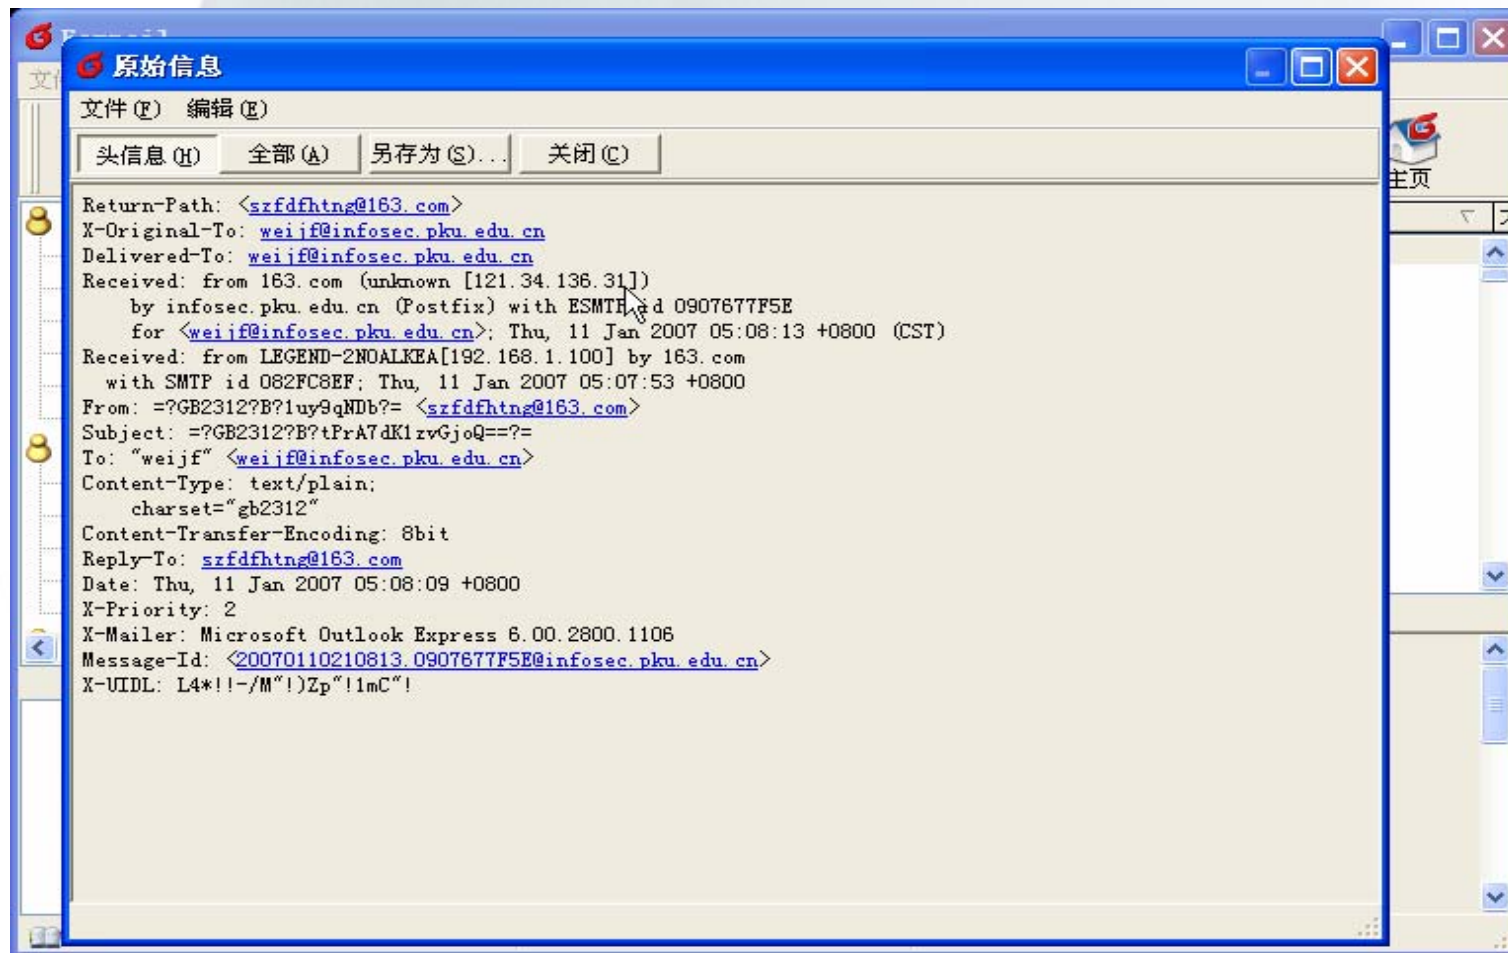 原始信息
文件(F) 编辑(E)
头信息(H) 全部(A) 另存为(S)... 关闭(C)
主页
Return-Path: <szfdfhtng@163.com>
X-Original-To: weijf@infosec.pku.edu.cn
Delivered-To: weijf@infosec.pku.edu.cn
Received: from 163.com (unknown [121.34.136.31])
by infosec.pku.edu.cn (Postfix) with ESMTP id 0907677F5E
for <weijf@infosec.pku.edu.cn>; Thu, 11 Jan 2007 05:08:13 +0800 (CST)
Received: from LEGEND-2NOALKEA[192.168.1.100] by 163.com
with SMTP id 082FC8EF; Thu, 11 Jan 2007 05:07:53 +0800
From: =?GB2312?B?1uy9qNDb?= <szfdfhtng@163.com>
Subject: =?GB2312?B?tPrA7dK1zvGjoQ==?=
To: "weijf" <weijf@infosec.pku.edu.cn>
Content-Type: text/plain;
charset="gb2312"
Content-Transfer-Encoding: 8bit
Reply-To: szfdfhtng@163.com
Date: Thu, 11 Jan 2007 05:08:09 +0800
X-Priority: 2
X-Mailer: Microsoft Outlook Express 6.00.2800.1106
Message-Id: <20070110210813.0907677F5E@infosec.pku.edu.cn>
X-UIDL: L4*!!-/M"!)Zp"!1mC"!